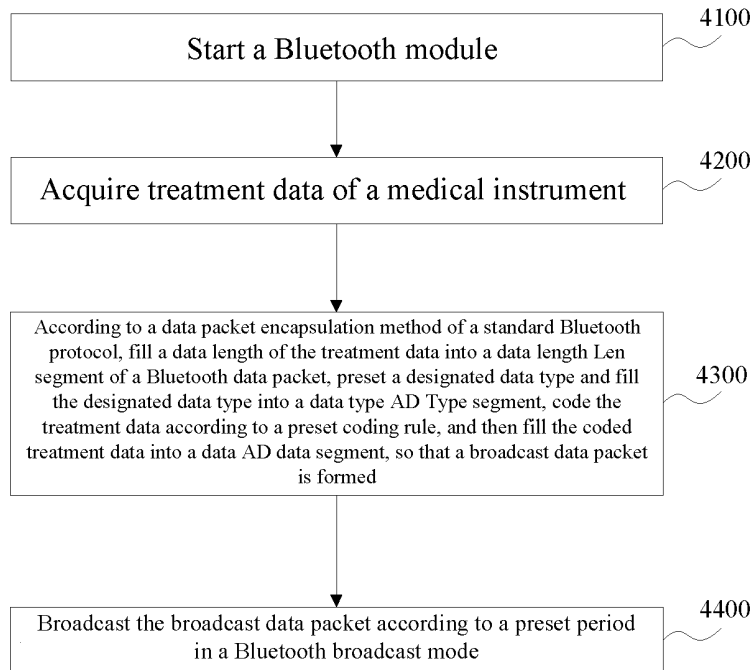 4100
Start a Bluetooth module
4200
Acquire treatment data of a medical instrument
According to a data packet encapsulation method of a standard Bluetooth
protocol, fill a data length of the treatment data into a data length Len
segment of a Bluetooth data packet, preset a designated data type and fill
the designated data type into a data type AD Type segment, code the
treatment data according to a preset coding rule, and then fill the coded
treatment data into a data AD data segment, so that a broadcast data packet
is formed
4300
4400
Broadcast the broadcast data packet according to a preset period
in a Bluetooth broadcast mode